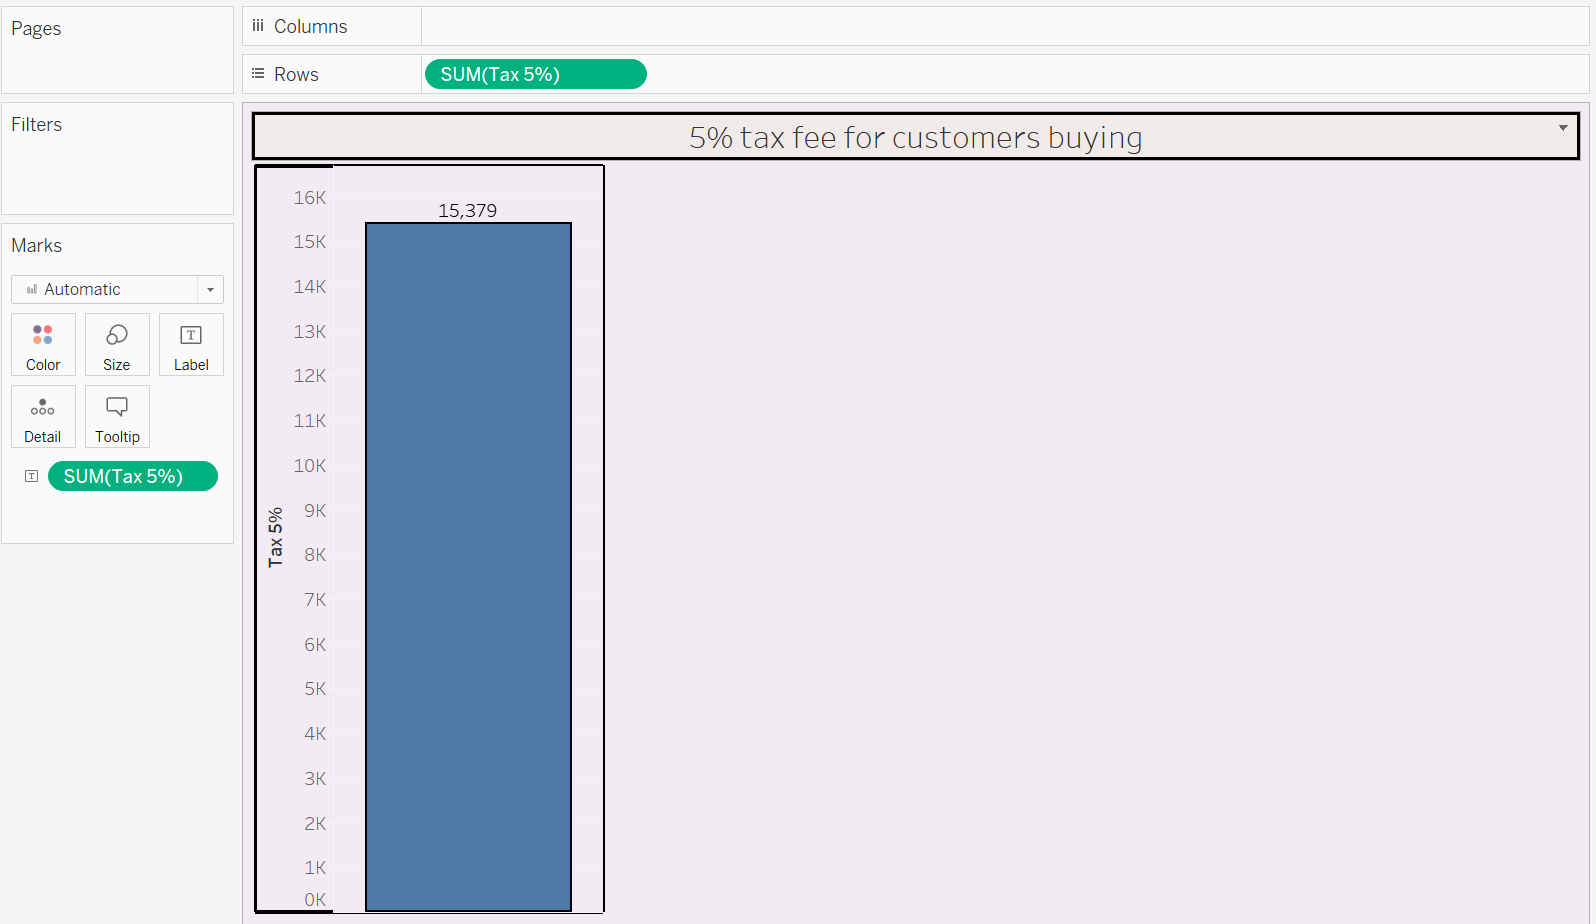 Pages
Columns
Rows
SUM(Tax 5%)
Filters
Marks
Automatic
Color
Size
Label
Detail
Tooltip
SUM(Tax 5%)
5% tax fee for customers buying
15,379
16K
15K
14K
13K
12K
11K
10K
9K
8K
7K
6K
5K
4K
3K
2K
1K
0K
Tax 5%